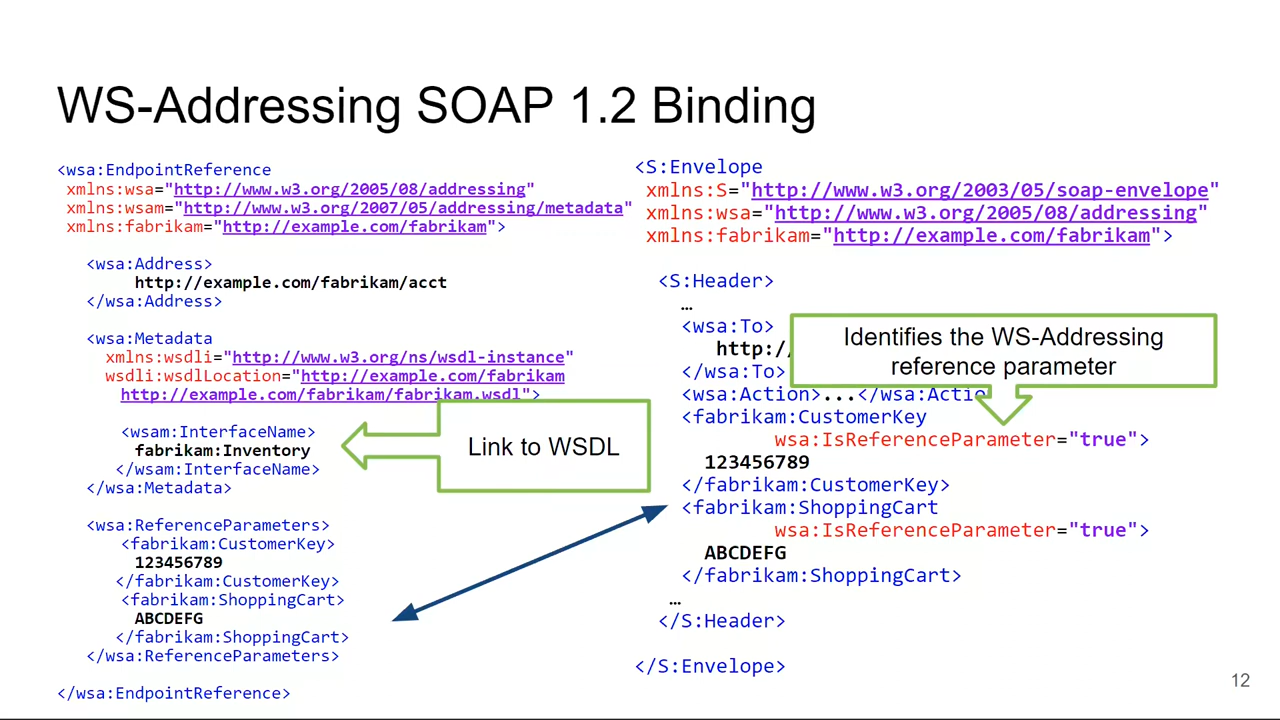 WS-Addressing SOAP 1.2 Binding
<wsa:EndpointReference
xmlns:wsa="http://www.w3.org/2005/08/addressing"
xmlns:wsam="http://www.w3.org/2007/05/addressing/metadata"
xmlns:fabrikam="http://example.com/fabrikam">
<wsa:Address>
http://example.com/fabrikam/acct
</wsa:Address>
<wsa:Metadata
xmlns:wsdli="http://www.w3.org/ns/wsdl-instance"
wsdli:wsdlLocation="http://example.com/fabrikam
http://example.com/fabrikam/fabrikam.wsdl">
<wsam:InterfaceName>
fabrikam:Inventory
</wsam:InterfaceName>
</wsa:Metadata>
<wsa:ReferenceParameters>
<fabrikam:CustomerKey>
123456789
</fabrikam:CustomerKey>
<fabrikam:ShoppingCart>
ABCDEFG
</fabrikam:ShoppingCart>
</wsa:ReferenceParameters>
</wsa:EndpointReference>
Link to WSDL
<S:Envelope
xmlns:S="http://www.w3.org/2003/05/soap-envelope"
xmlns:wsa="http://www.w3.org/2005/08/addressing"
xmlns:fabrikam="http://example.com/fabrikam">
<S:Header>
…
<wsa:To>
http:/
</wsa:To>
<wsa:Action>...</wsa:Actio
<fabrikam:CustomerKey
wsa:IsReferenceParameter="true">
123456789
</fabrikam:CustomerKey>
<fabrikam:ShoppingCart
wsa:IsReferenceParameter="true">
ABCDEFG
</fabrikam:ShoppingCart>
…
</S:Header>
</S:Envelope>
Identifies the WS-Addressing
reference parameter
12